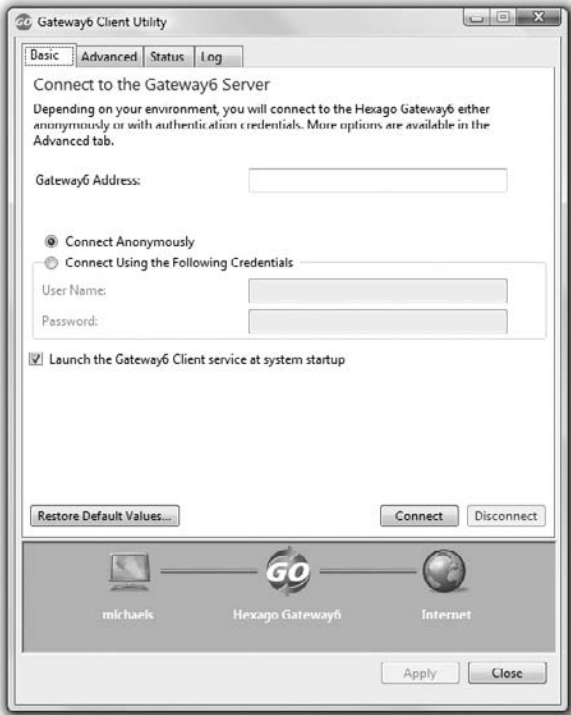 GO Gateway6 Client Utility
Basic Advanced Status Log
Connect to the Gateway6 Server
Depending on your environment, you will connect to the Hexago Gateway6 either
anonymously or with authentication credentials. More options are available in the
Advanced tab.
Gateway6 Address:
Connect Anonymously
Connect Using the Following Credentials
User Name:
Password:
Launch the Gateway6 Client service at system startup
Restore Default Values... Connect Disconnect
GO
michaels Hexago Gateway6 Internet
Apply Close